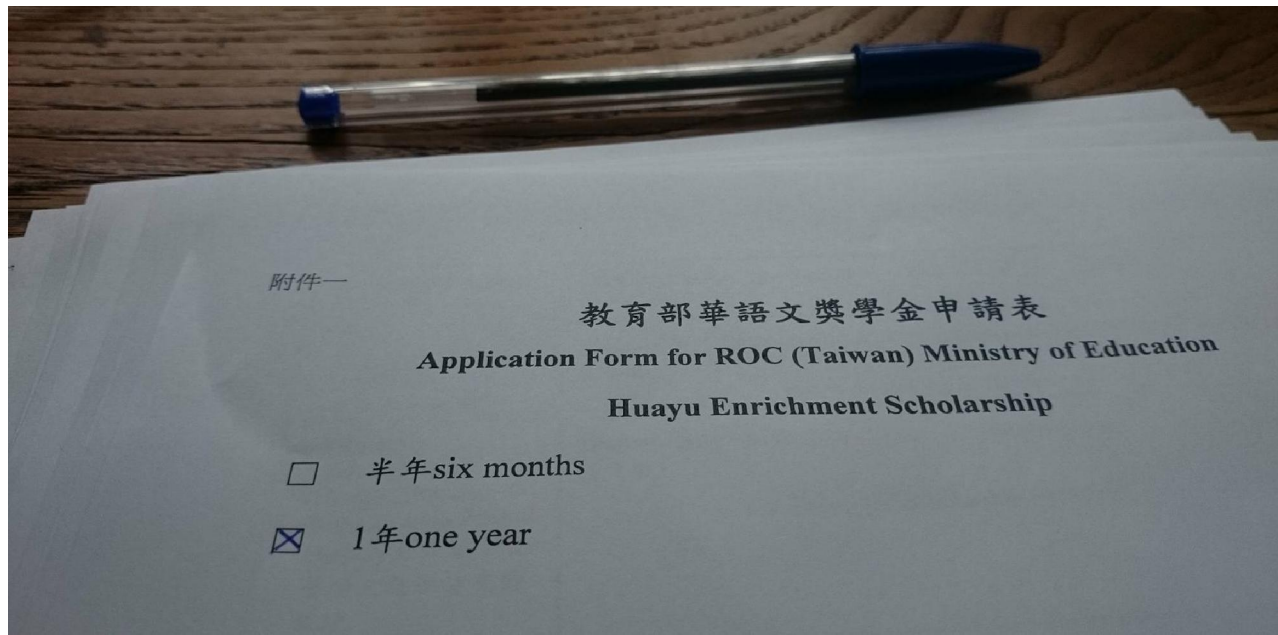 附件一
教育部華語文獎學金申請表
Application Form for ROC (Taiwan) Ministry of Education
Huayu Enrichment Scholarship
☐ 半年six months
☒ 1年one year